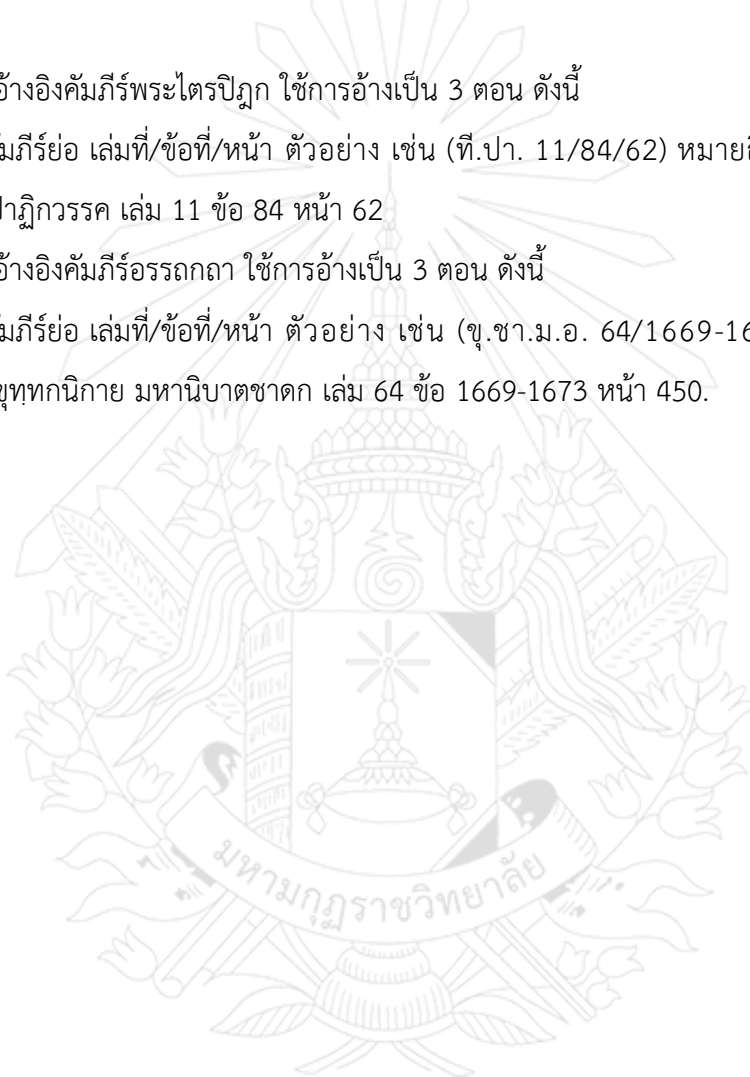 อ้างอิงคัมภีร์พระไตรปิฎก ใช้การอ้างเป็น 3 ตอน ดังนี้
ัมภีร์ย่อ เล่มที่/ข้อที่/หน้า ตัวอย่าง เช่น (ที.ปา. 11/84/62)
ปาฏิกวรรค เล่ม 11 ข้อ 84 หน้า 62
อ้างอิงคัมภีร์อรรถกถา ใช้การอ้างเป็น 3 ตอน ดังนี้
ัมภีร์ย่อ เล่มที่/ข้อที่/หน้า ตัวอย่าง เช่น (ขุ.ชา.ม.อ. 64/1669-16
ขุทฺทกนิกาย มหานิบาตชาดก เล่ม 64 ข้อ 1669-1673 หน้า 450.
มหามกุฏราชวิทยาลัย